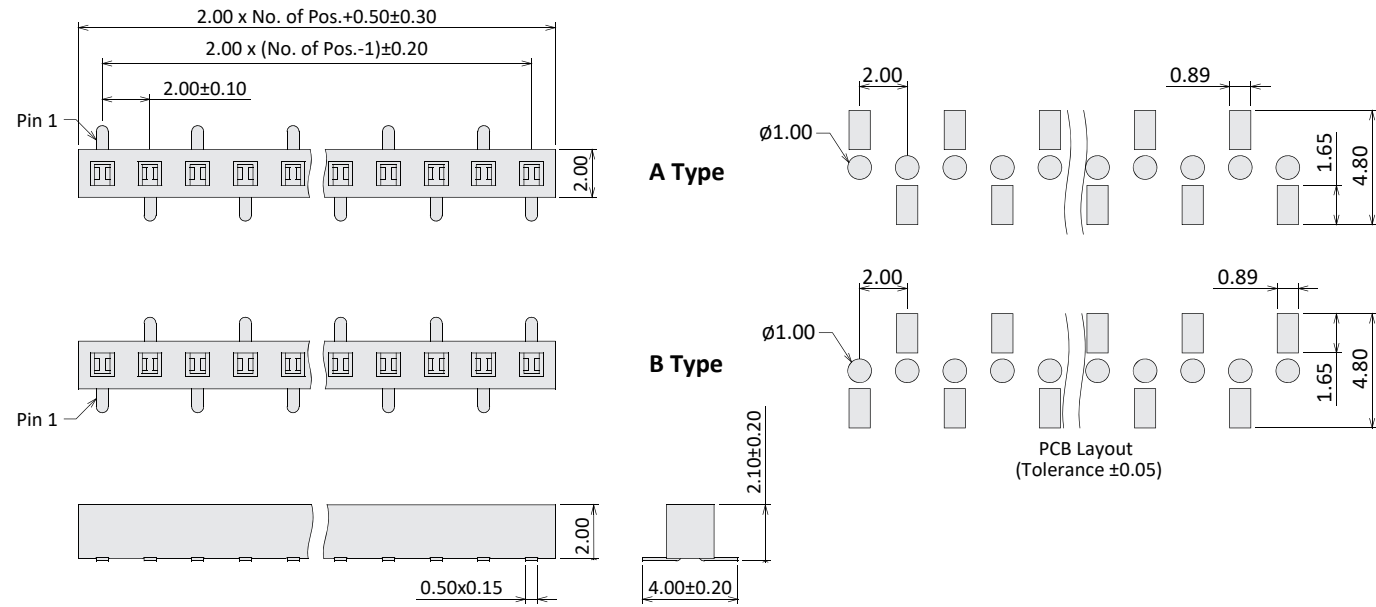 2.00 x No. of Pos.+0.50±0.30
2.00 x (No. of Pos.-1)±0.20
2.00±0.10
Pin 1
2.00
A Type
2.00
0.89
Ø1.00
1.65
4.80
Pin 1
B Type
2.00
0.89
Ø1.00
1.65
4.80
PCB Layout
(Tolerance ±0.05)
2.00
0.50x0.15
2.10±0.20
4.00±0.20